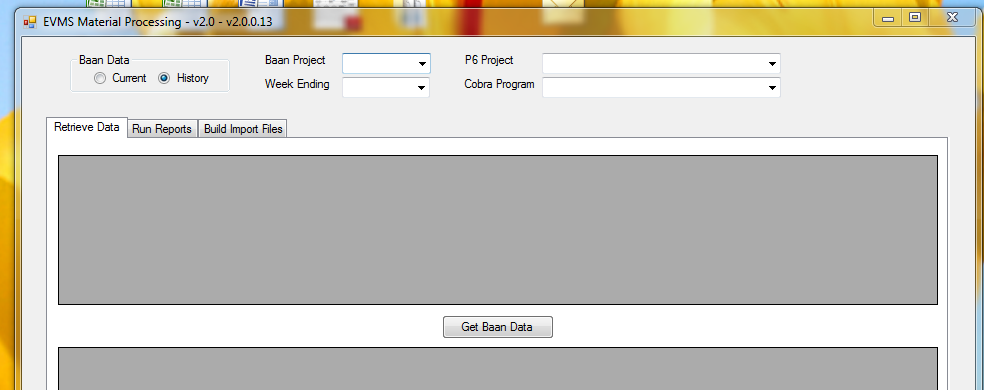 EVMS Material Processing - v2.0 - v2.0.0.13
Baan Data
Current
History
Baan Project
P6 Project
Week Ending
Cobra Program
Retrieve Data
Run Reports
Build Import Files
Get Baan Data